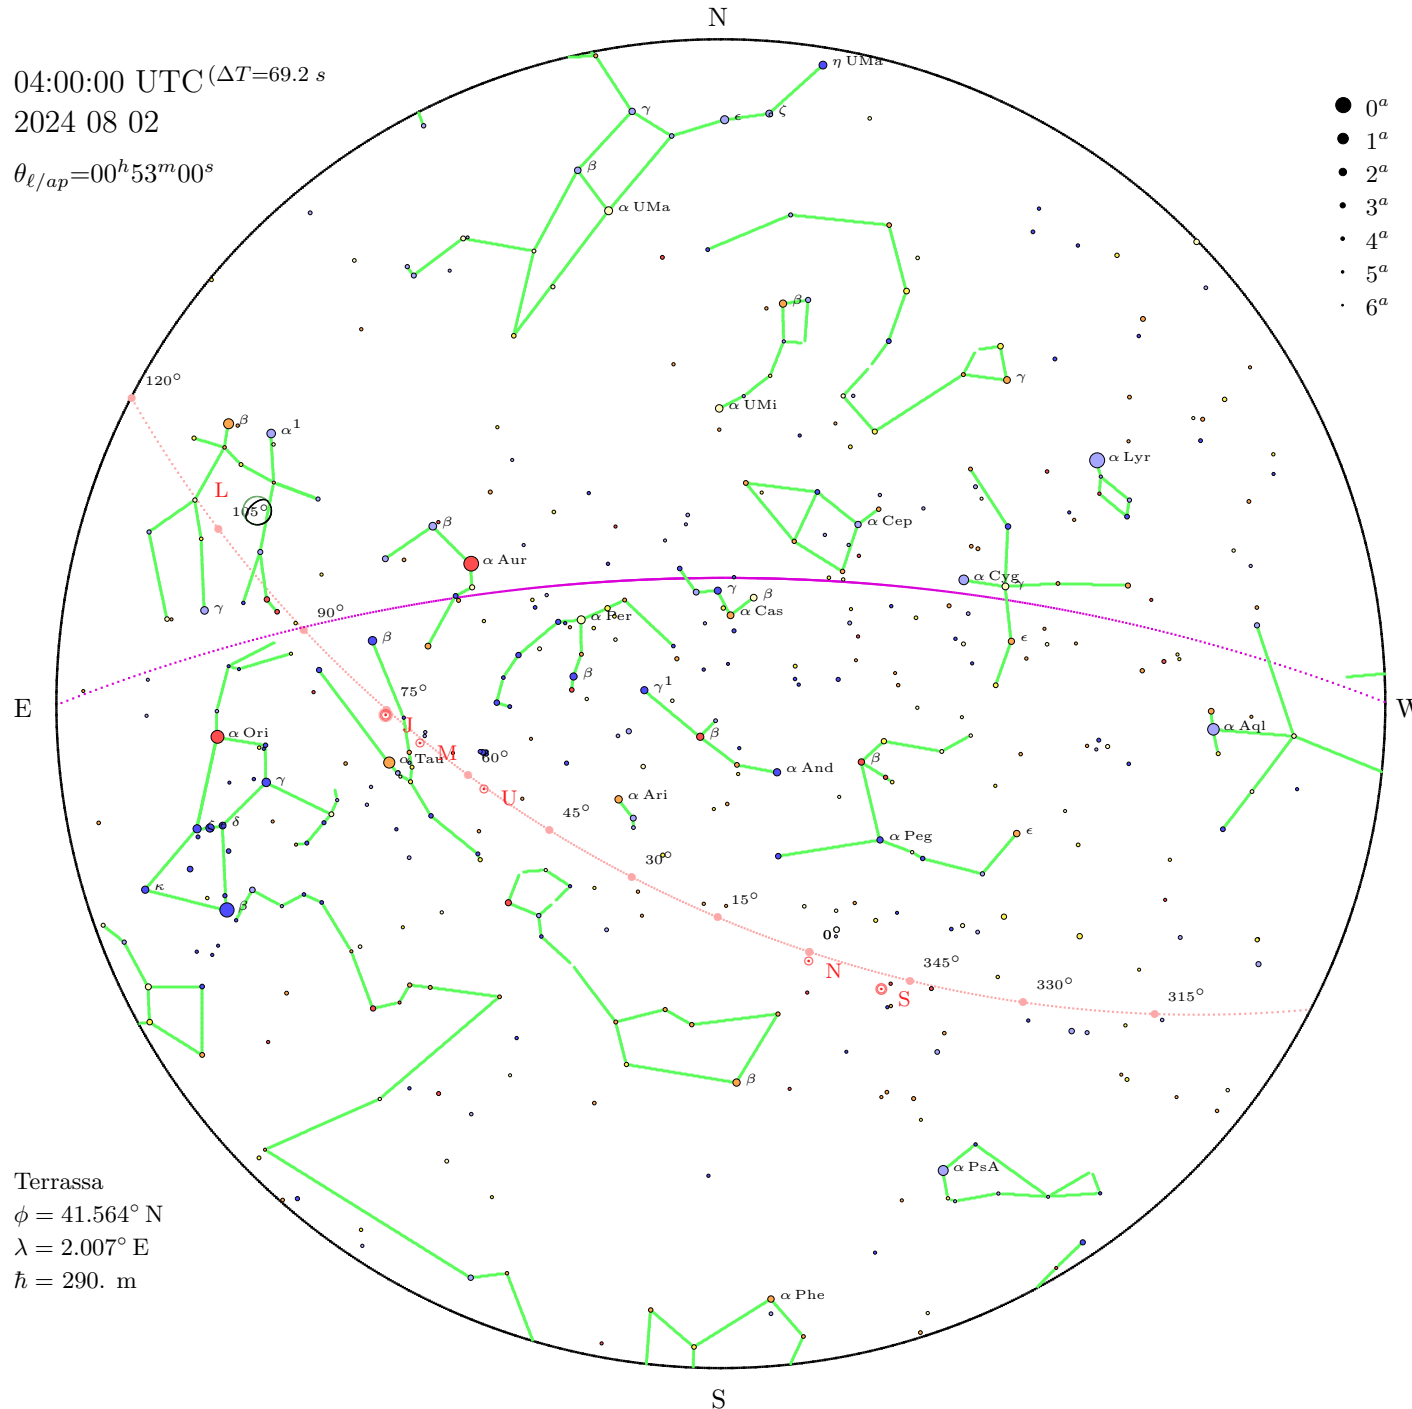 N
04:00:00 UTC (ΔT=69.2 s
2024 08 02
θℓ/ap=00h53m00s
0a
1a
2a
3a
4a
5a
6a
η UMa
γ
ϵ
ζ
β
α UMa
β
120°
γ
α UMi
β
α1
α Lyr
L
105°
β
α Cep
α Aur
α Cyg
γ
90°
γ
γ
β
α Per
α Cas
β
ϵ
75°
β
γ1
E
W
J
α Ori
M
α Tau
60°
β
β
α Aql
α And
γ
U
α Ari
45°
ζ
δ
α Peg
ϵ
30°
κ
β
15°
0°
N
345°
S
330°
315°
β
α PsA
Terrassa
ϕ = 41.564° N
λ = 2.007° E
ħ = 290. m
α Phe
S